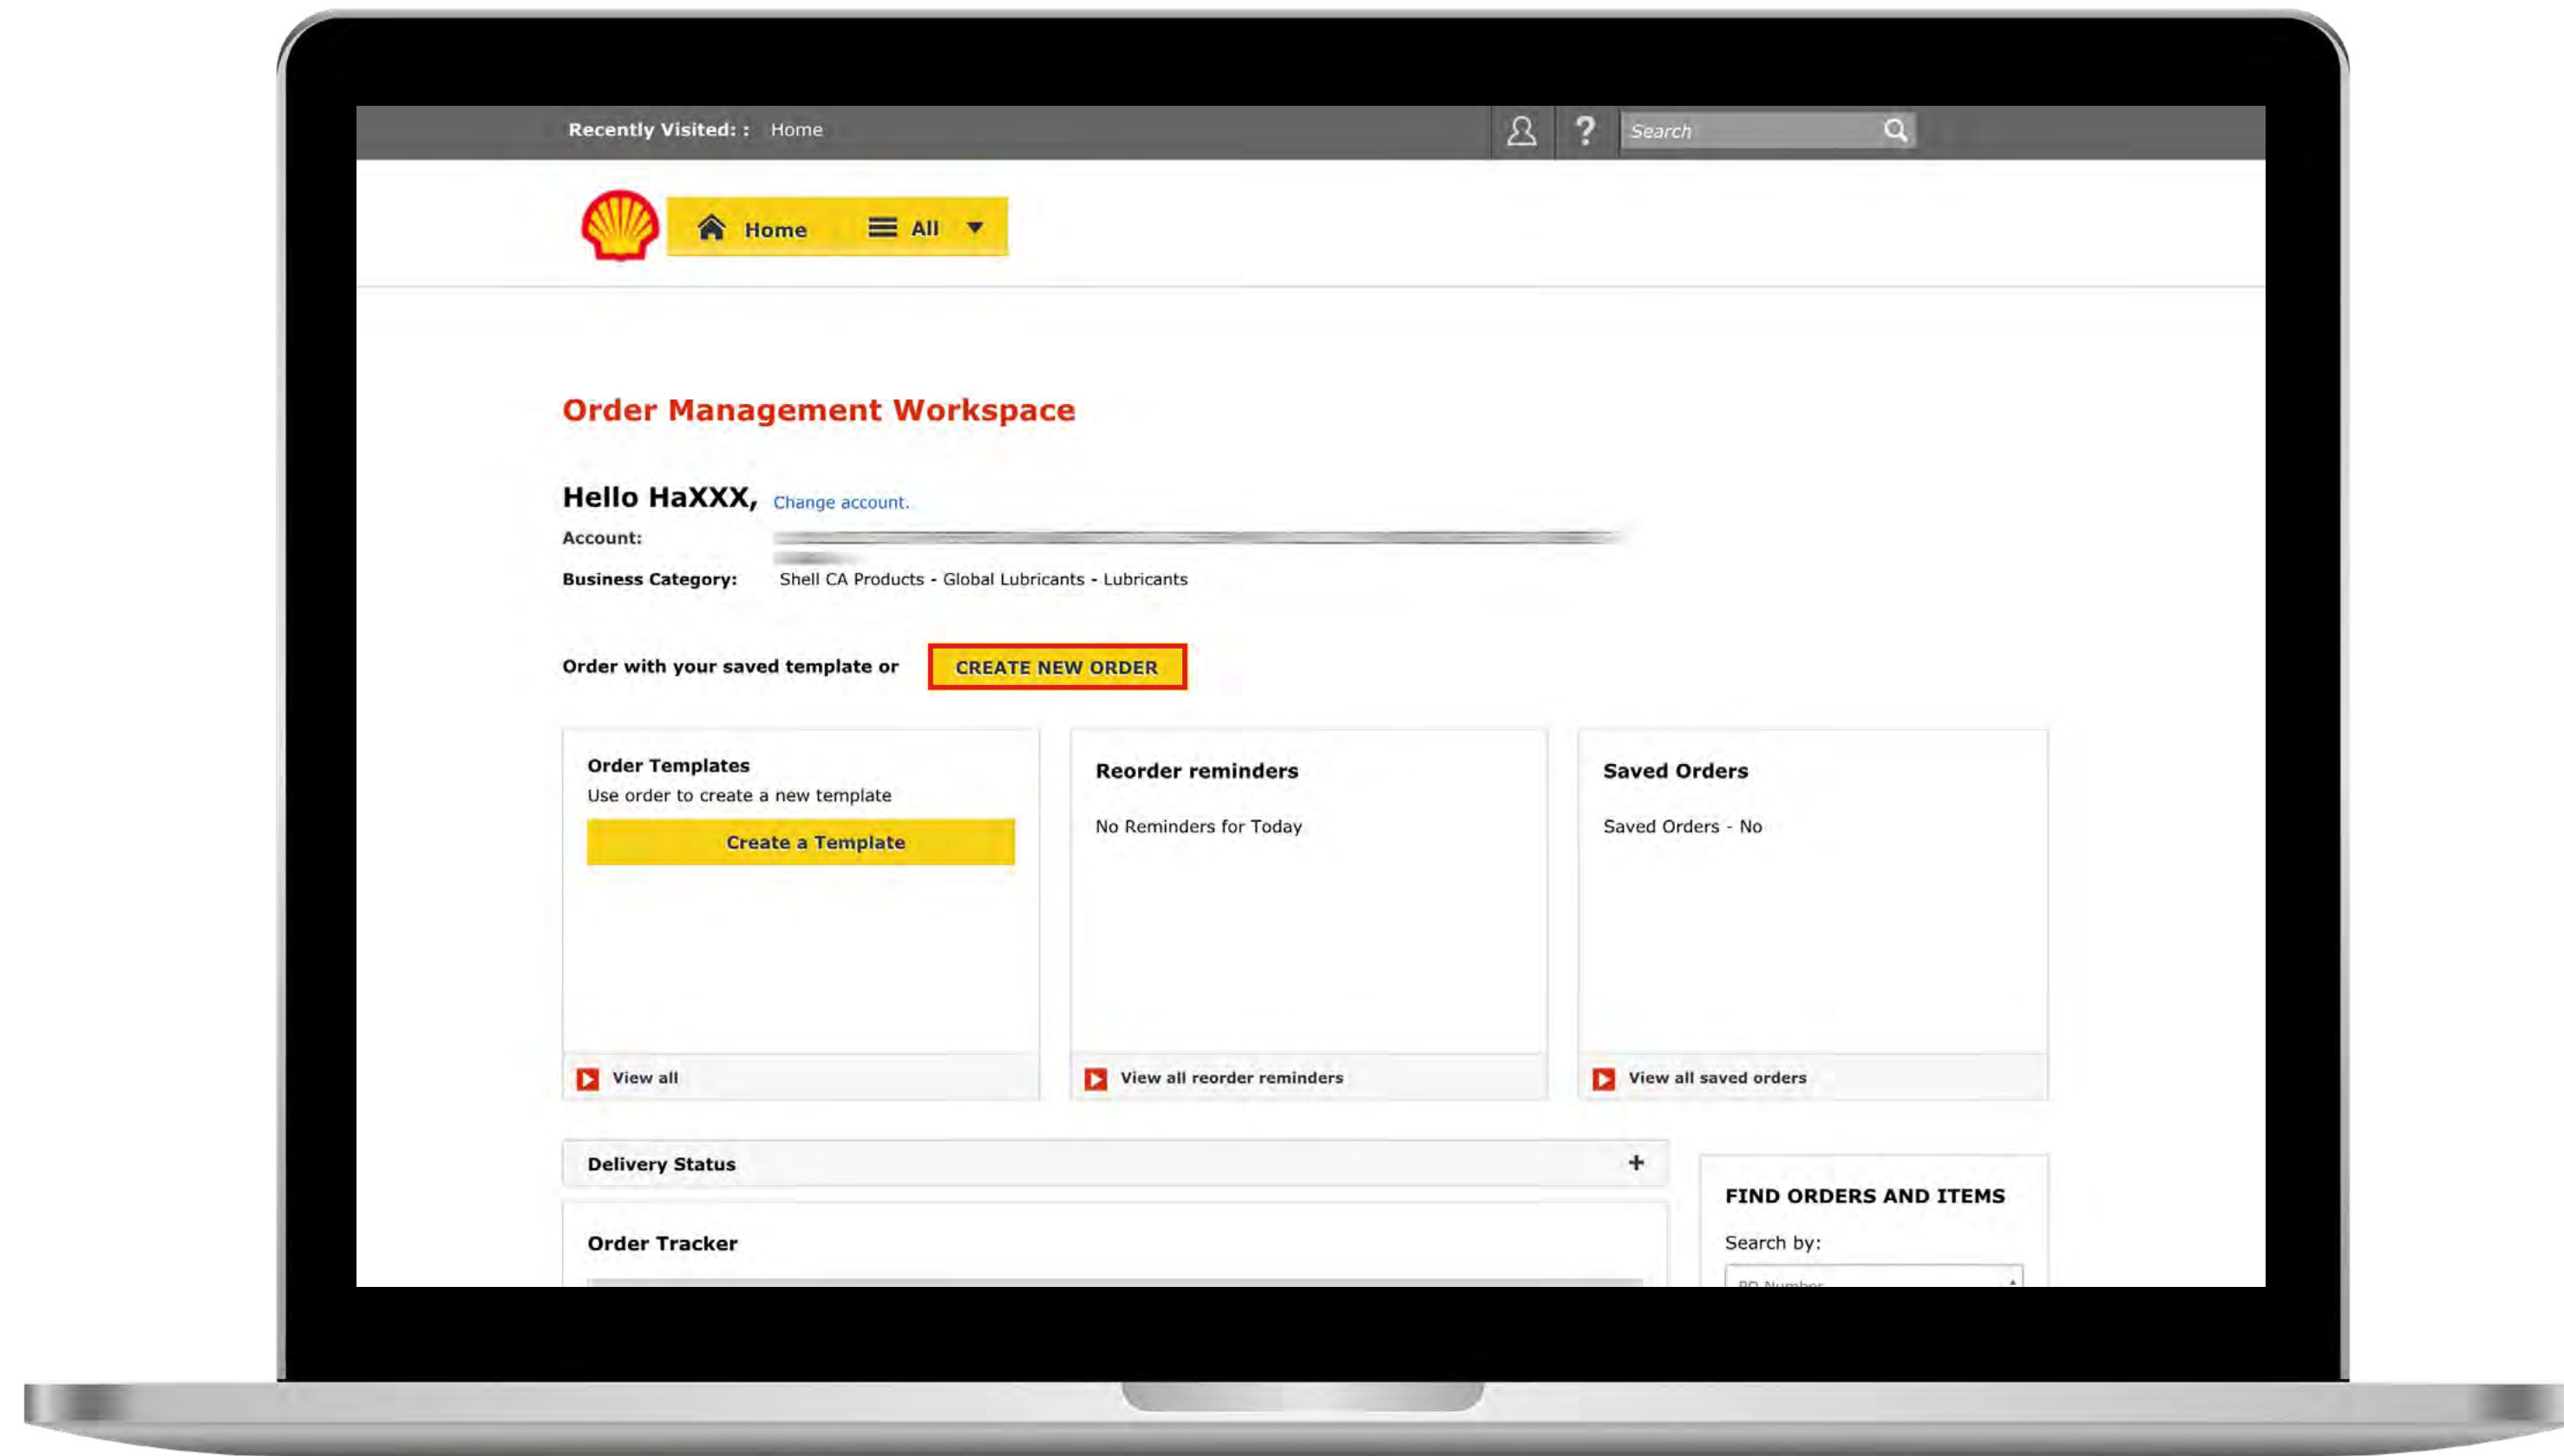 Recently Visited: : Home
? Search
Home All
Order Management Workspace
Hello HaXXX, Change account.
Account:
Business Category: Shell CA Products - Global Lubricants - Lubricants
Order with your saved template or CREATE NEW ORDER
Order Templates
Use order to create a new template
Create a Template
View all
Reorder reminders
No Reminders for Today
View all reorder reminders
Saved Orders
Saved Orders - No
View all saved orders
Delivery Status +
Order Tracker
FIND ORDERS AND ITEMS
Search by:
PO Number